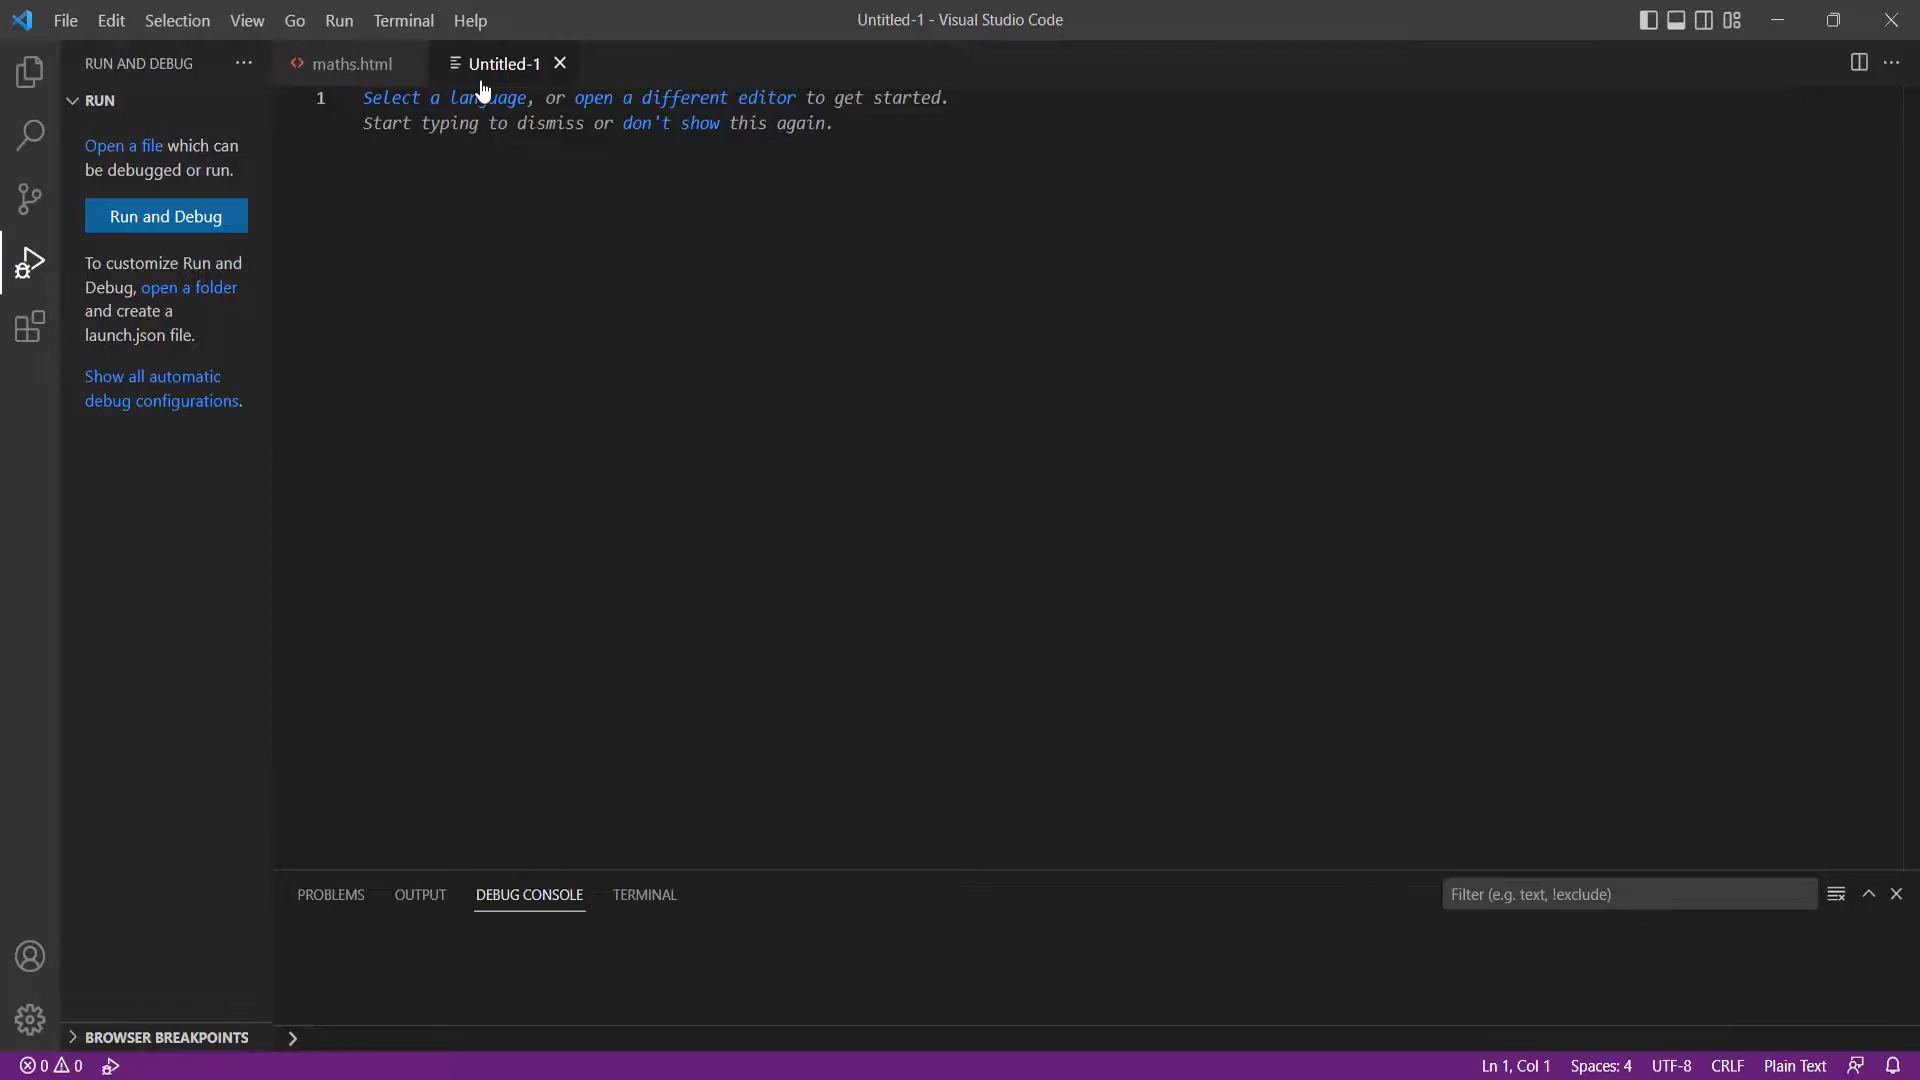 File Edit Selection View Go Run Terminal Help
Untitled-1 - Visual Studio Code
RUN AND DEBUG
maths.html
Untitled-1
RUN
Open a file which can
be debugged or run.
Run and Debug
To customize Run and
Debug, open a folder
and create a
launch.json file.
Show all automatic
debug configurations.
1
Select a language, or open a different editor to get started.
Start typing to dismiss or don't show this again.
PROBLEMS OUTPUT DEBUG CONSOLE TERMINAL
Filter (e.g. text, !exclude)
BROWSER BREAKPOINTS
0 0
Ln 1, Col 1 Spaces: 4 UTF-8 CRLF Plain Text